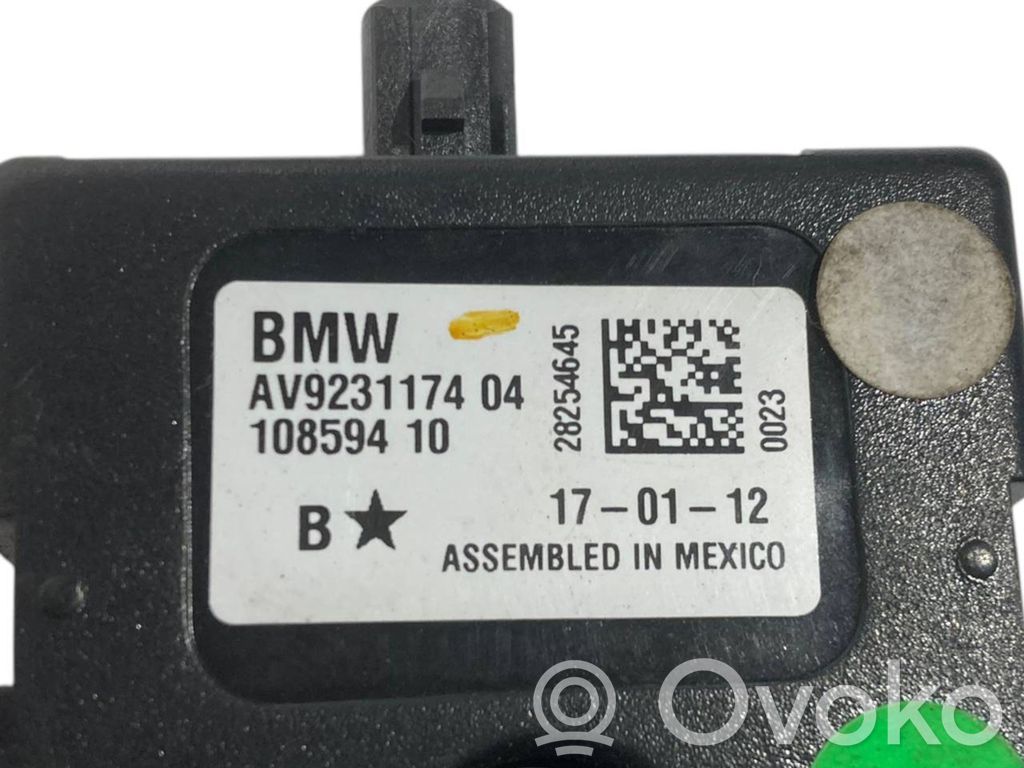 BMW
AV9231174 04
108594 10
28254645
0023
B★
17-01-12
ASSEMBLED IN MEXICO
Ovoko